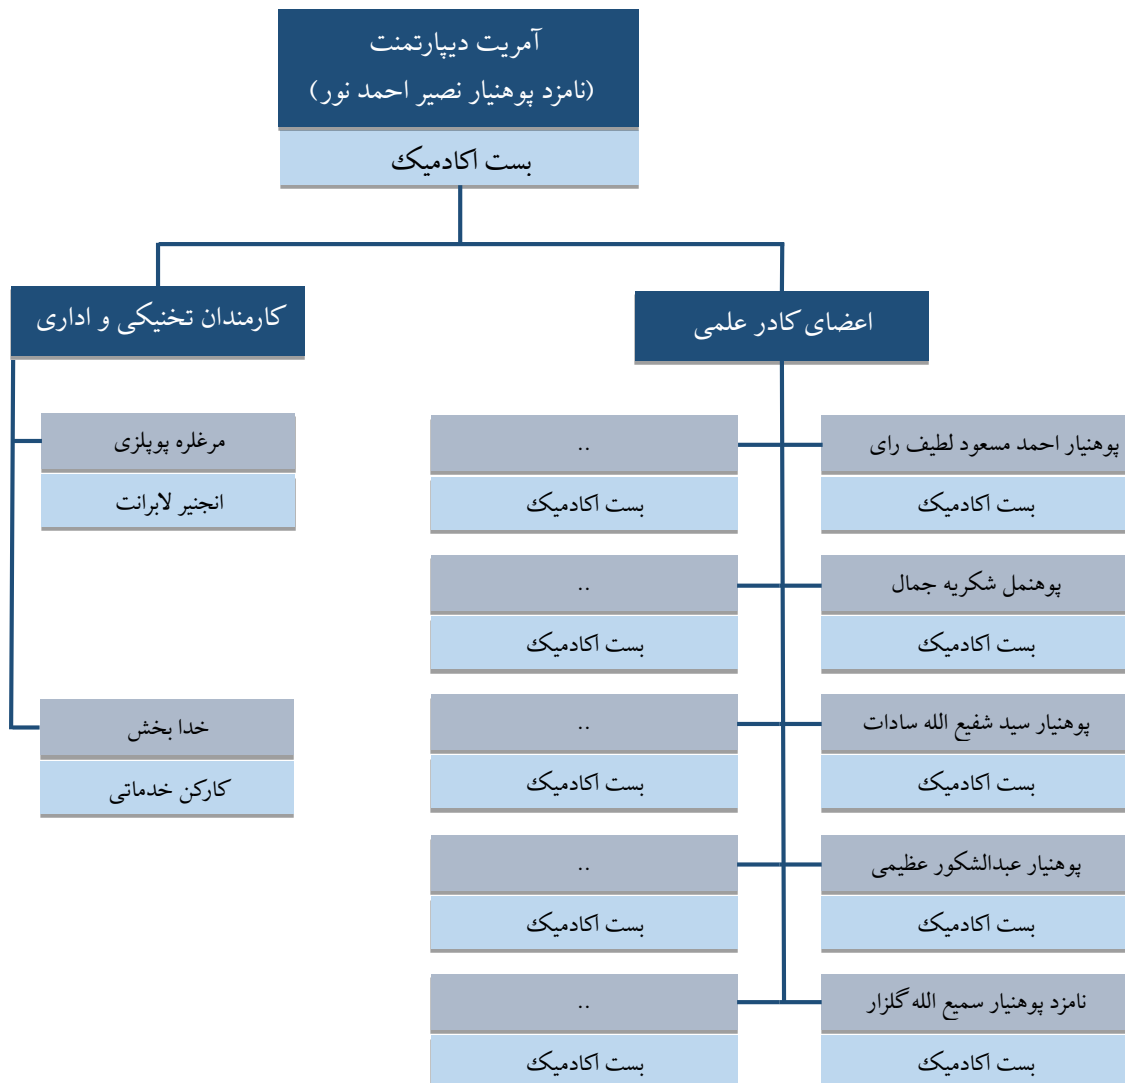 آمریت دیپارتمنت
(نامزد پوهنیار نصیر احمد نور)
بست اکادمیک
اعضای کادر علمی
کارمندان تخنیکی و اداری
پوهنیار احمد مسعود لطیف رای
بست اکادمیک
..
بست اکادمیک
پوهنمل شکریه جمال
بست اکادمیک
..
بست اکادمیک
پوهنیار سید شفیع الله سادات
بست اکادمیک
..
بست اکادمیک
پوهنیار عبدالشکور عظیمی
بست اکادمیک
..
بست اکادمیک
نامزد پوهنیار سمیع الله گلزار
بست اکادمیک
..
بست اکادمیک
مرغلره پوپلزی
انجنیر لابرانت
خدا بخش
کارکن خدماتی